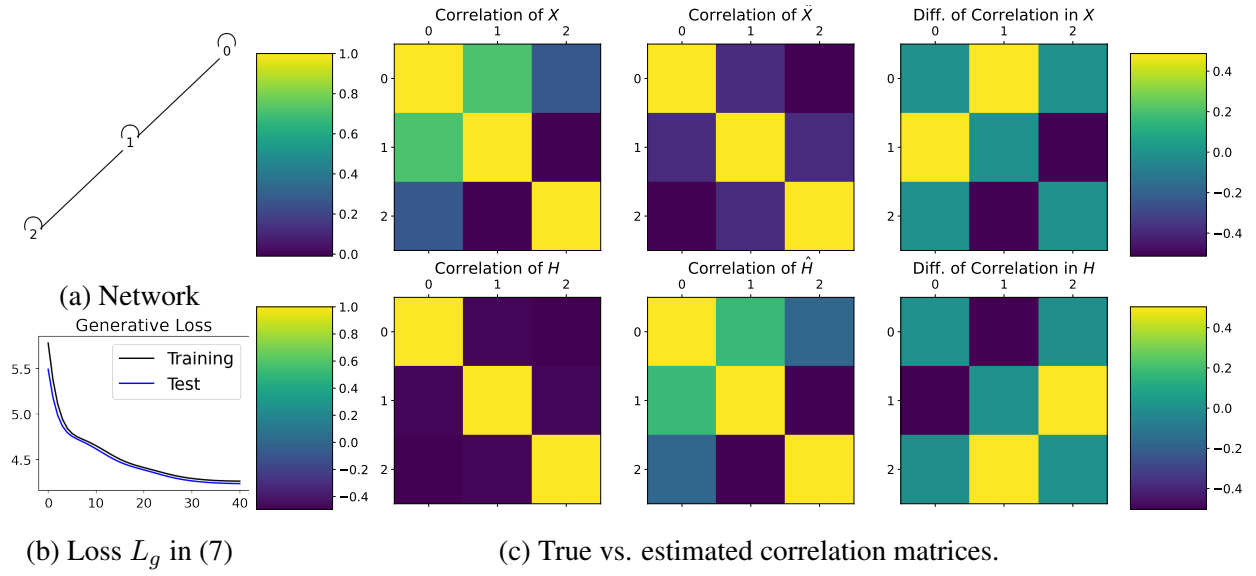 0
1
2
1.0
0.8
0.6
0.4
0.2
0.0
(a) Network
Generative Loss
Training
Test
5.5
5.0
4.5
0 10 20 30 40
1.0
0.8
0.6
0.4
0.2
0.0
−0.2
−0.4
(b) Loss L_g in (7)
Correlation of X
0 1 2
0
1
2
Correlation of Ẍ
0 1 2
0
1
2
Diff. of Correlation in X
0 1 2
0
1
2
0.4
0.2
0.0
−0.2
−0.4
Correlation of H
0 1 2
0
1
2
Correlation of Ĥ
0 1 2
0
1
2
Diff. of Correlation in H
0 1 2
0
1
2
0.4
0.2
0.0
−0.2
−0.4
(c) True vs. estimated correlation matrices.